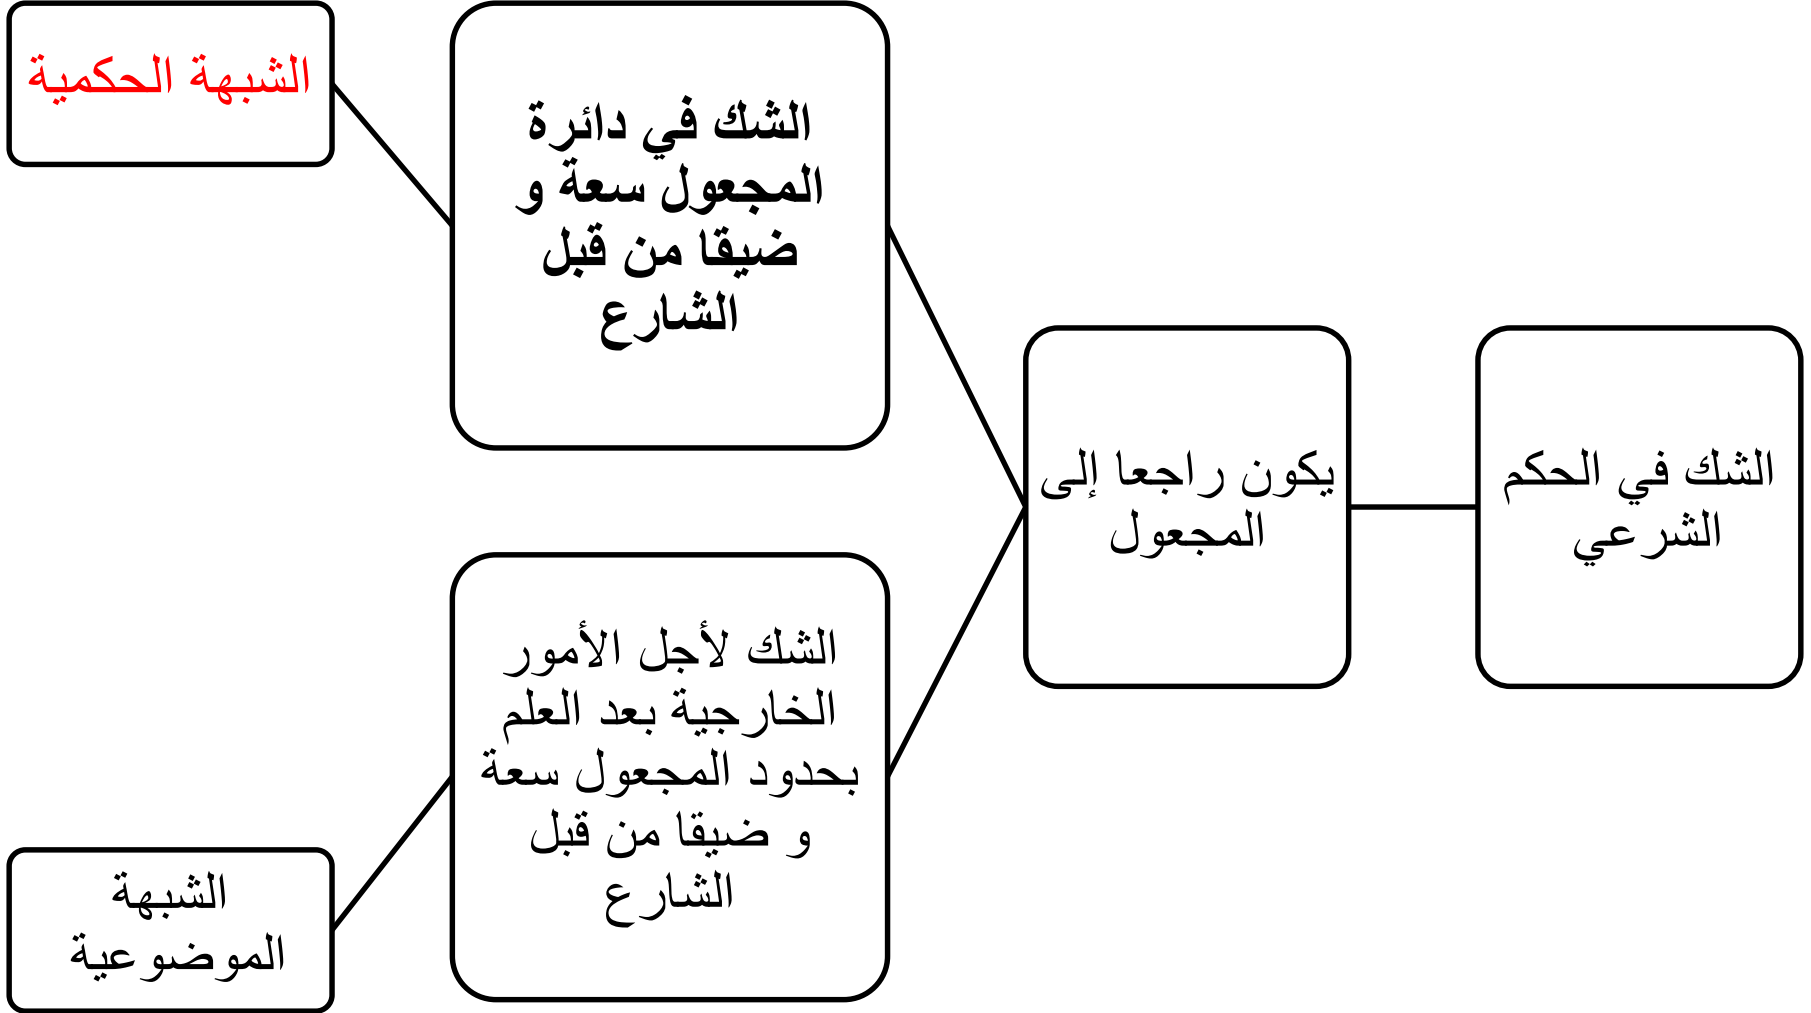 الشك في الحكم
الشرعي
يكون راجعا إلى
المجعول
الشك في دائرة
المجعول سعة و
ضيقا من قبل
الشارع
الشبهة الحكمية
الشك لأجل الأمور
الخارجية بعد العلم
بحدود المجعول سعة
و ضيقا من قبل
الشارع
الشبهة
الموضوعية